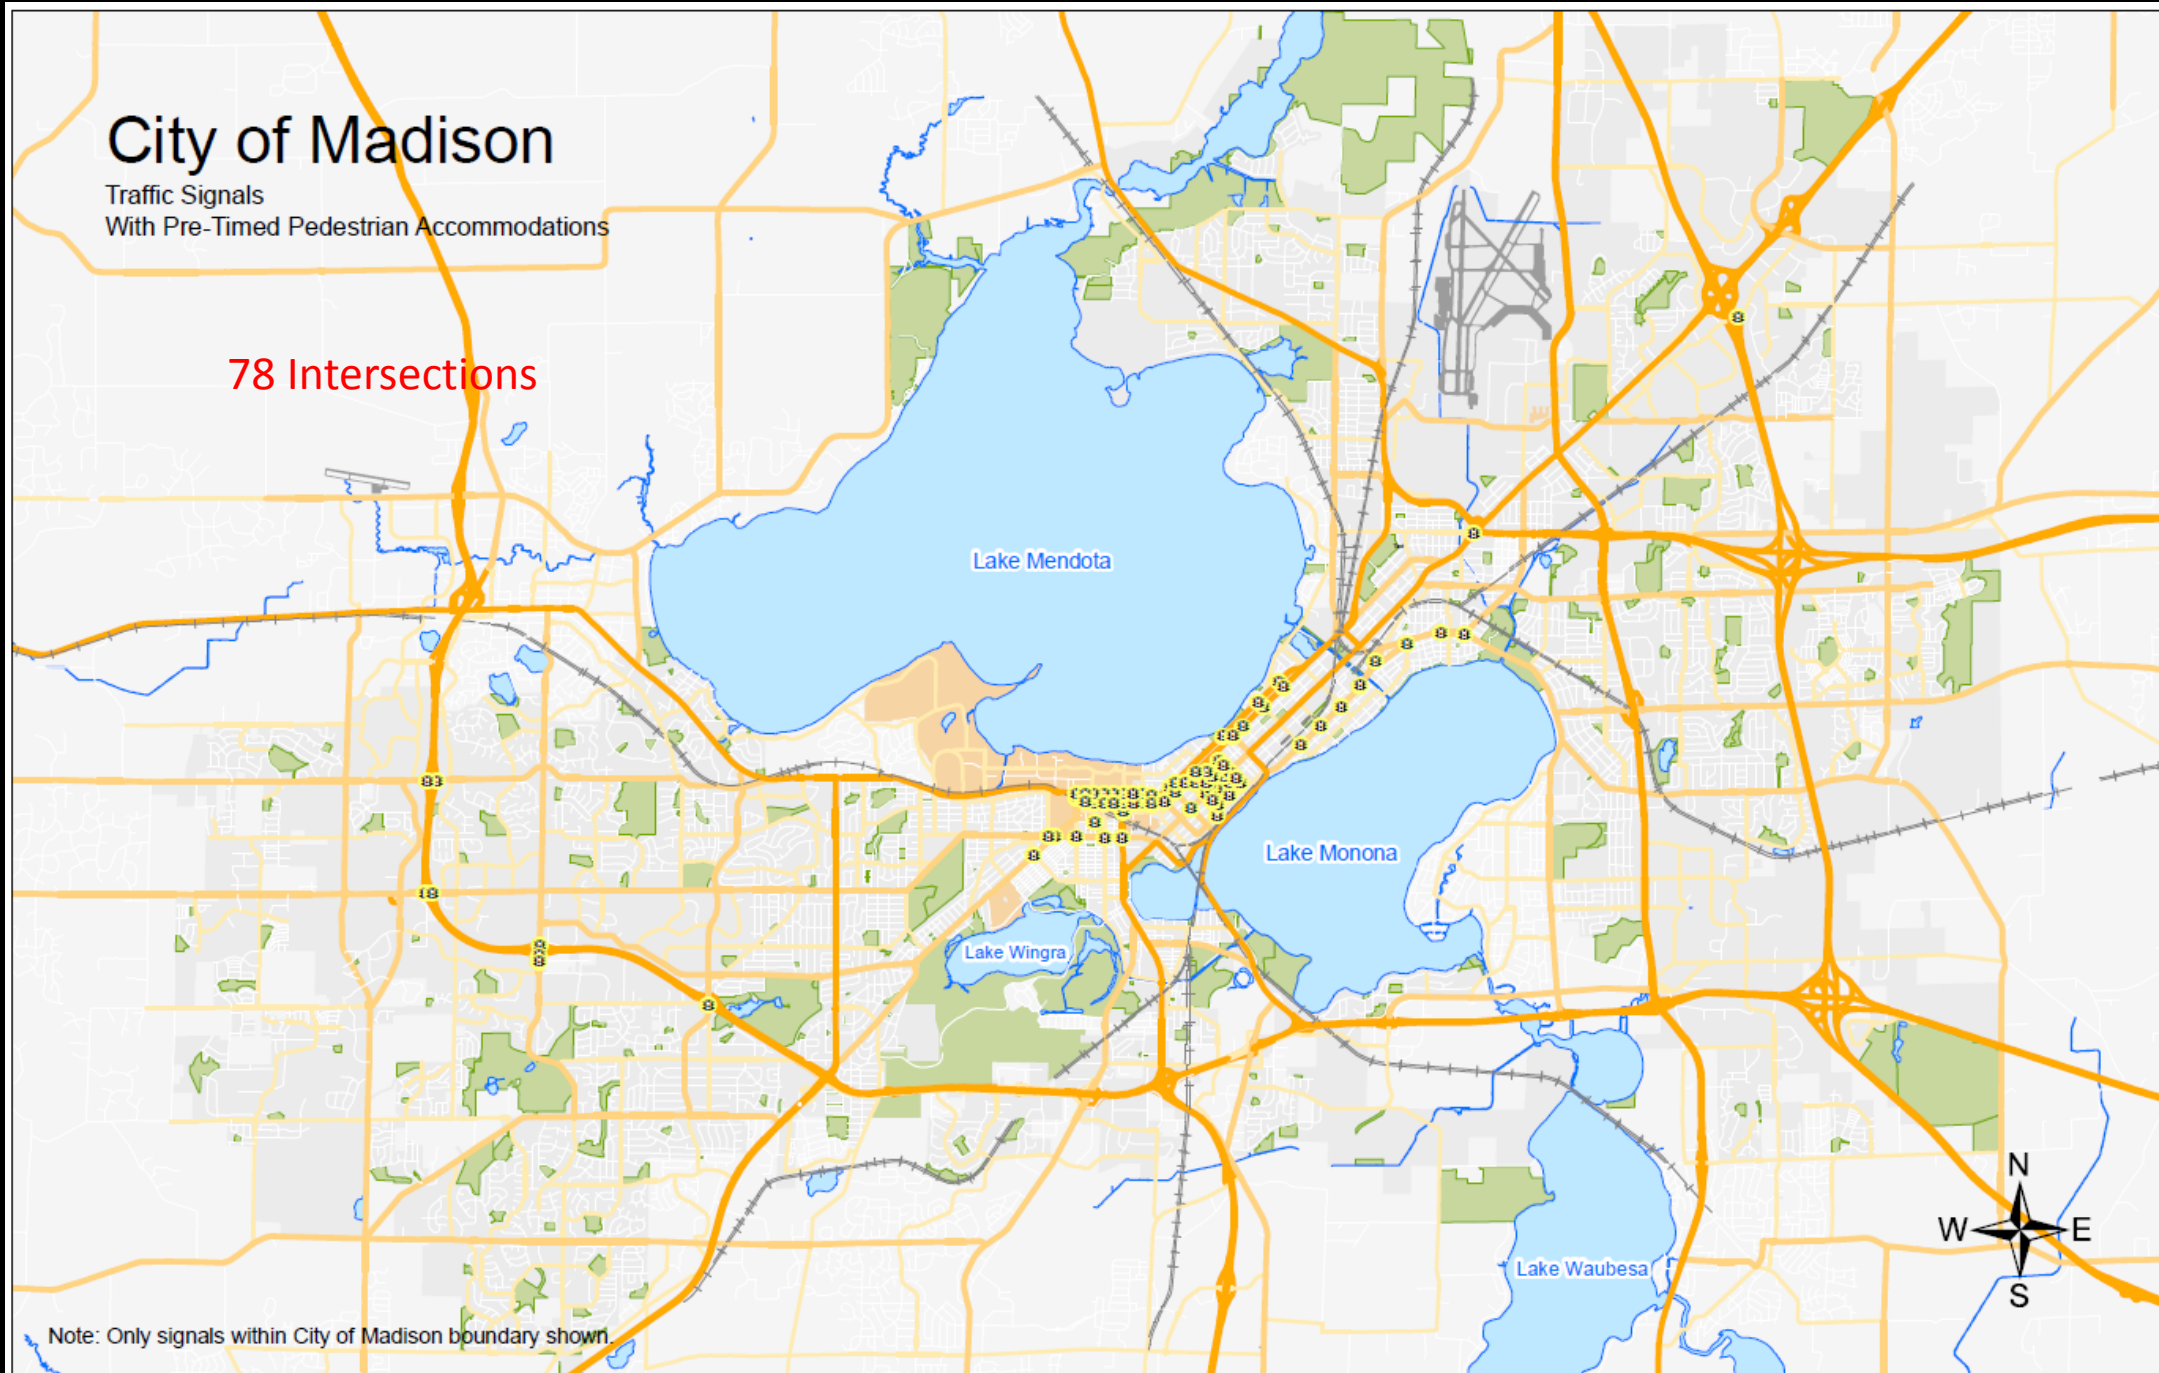 City of Madison
Traffic Signals
With Pre-Timed Pedestrian Accommodations
78 Intersections
Lake Mendota
Lake Monona
Lake Wingra
Lake Waubesa
N
W E
S
Note: Only signals within City of Madison boundary shown.